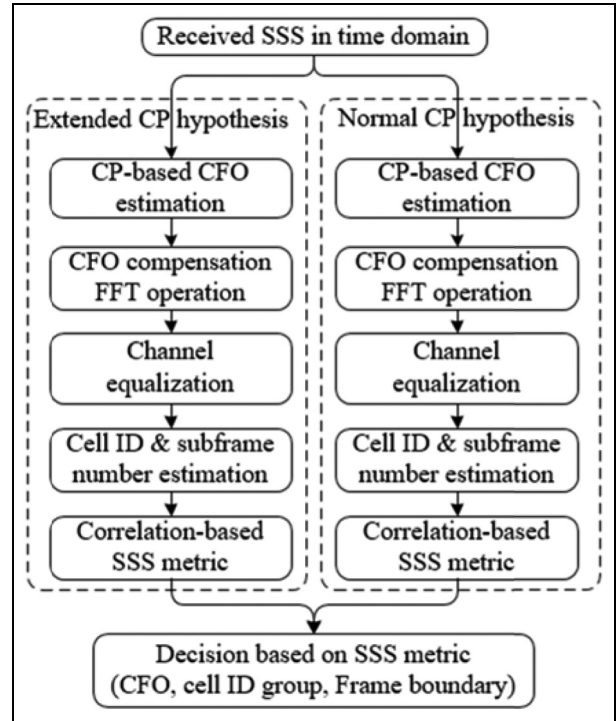 Received SSS in time domain
Extended CP hypothesis
CP-based CFO
estimation
CFO compensation
FFT operation
Channel
equalization
Cell ID & subframe
number estimation
Correlation-based
SSS metric
Normal CP hypothesis
CP-based CFO
estimation
CFO compensation
FFT operation
Channel
equalization
Cell ID & subframe
number estimation
Correlation-based
SSS metric
Decision based on SSS metric
(CFO, cell ID group, Frame boundary)